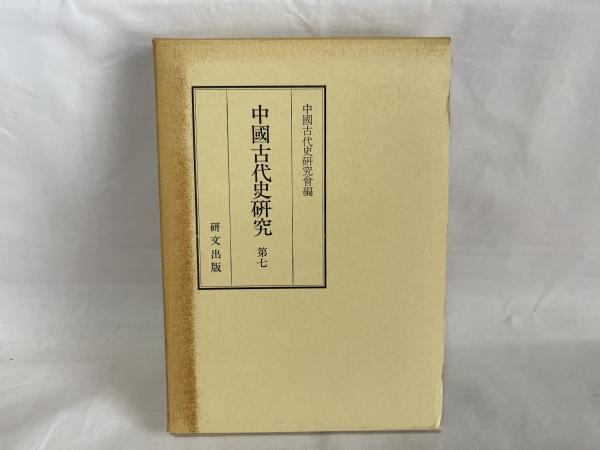 中國古代史研究會編
中國古代史研究 第七
研文出版